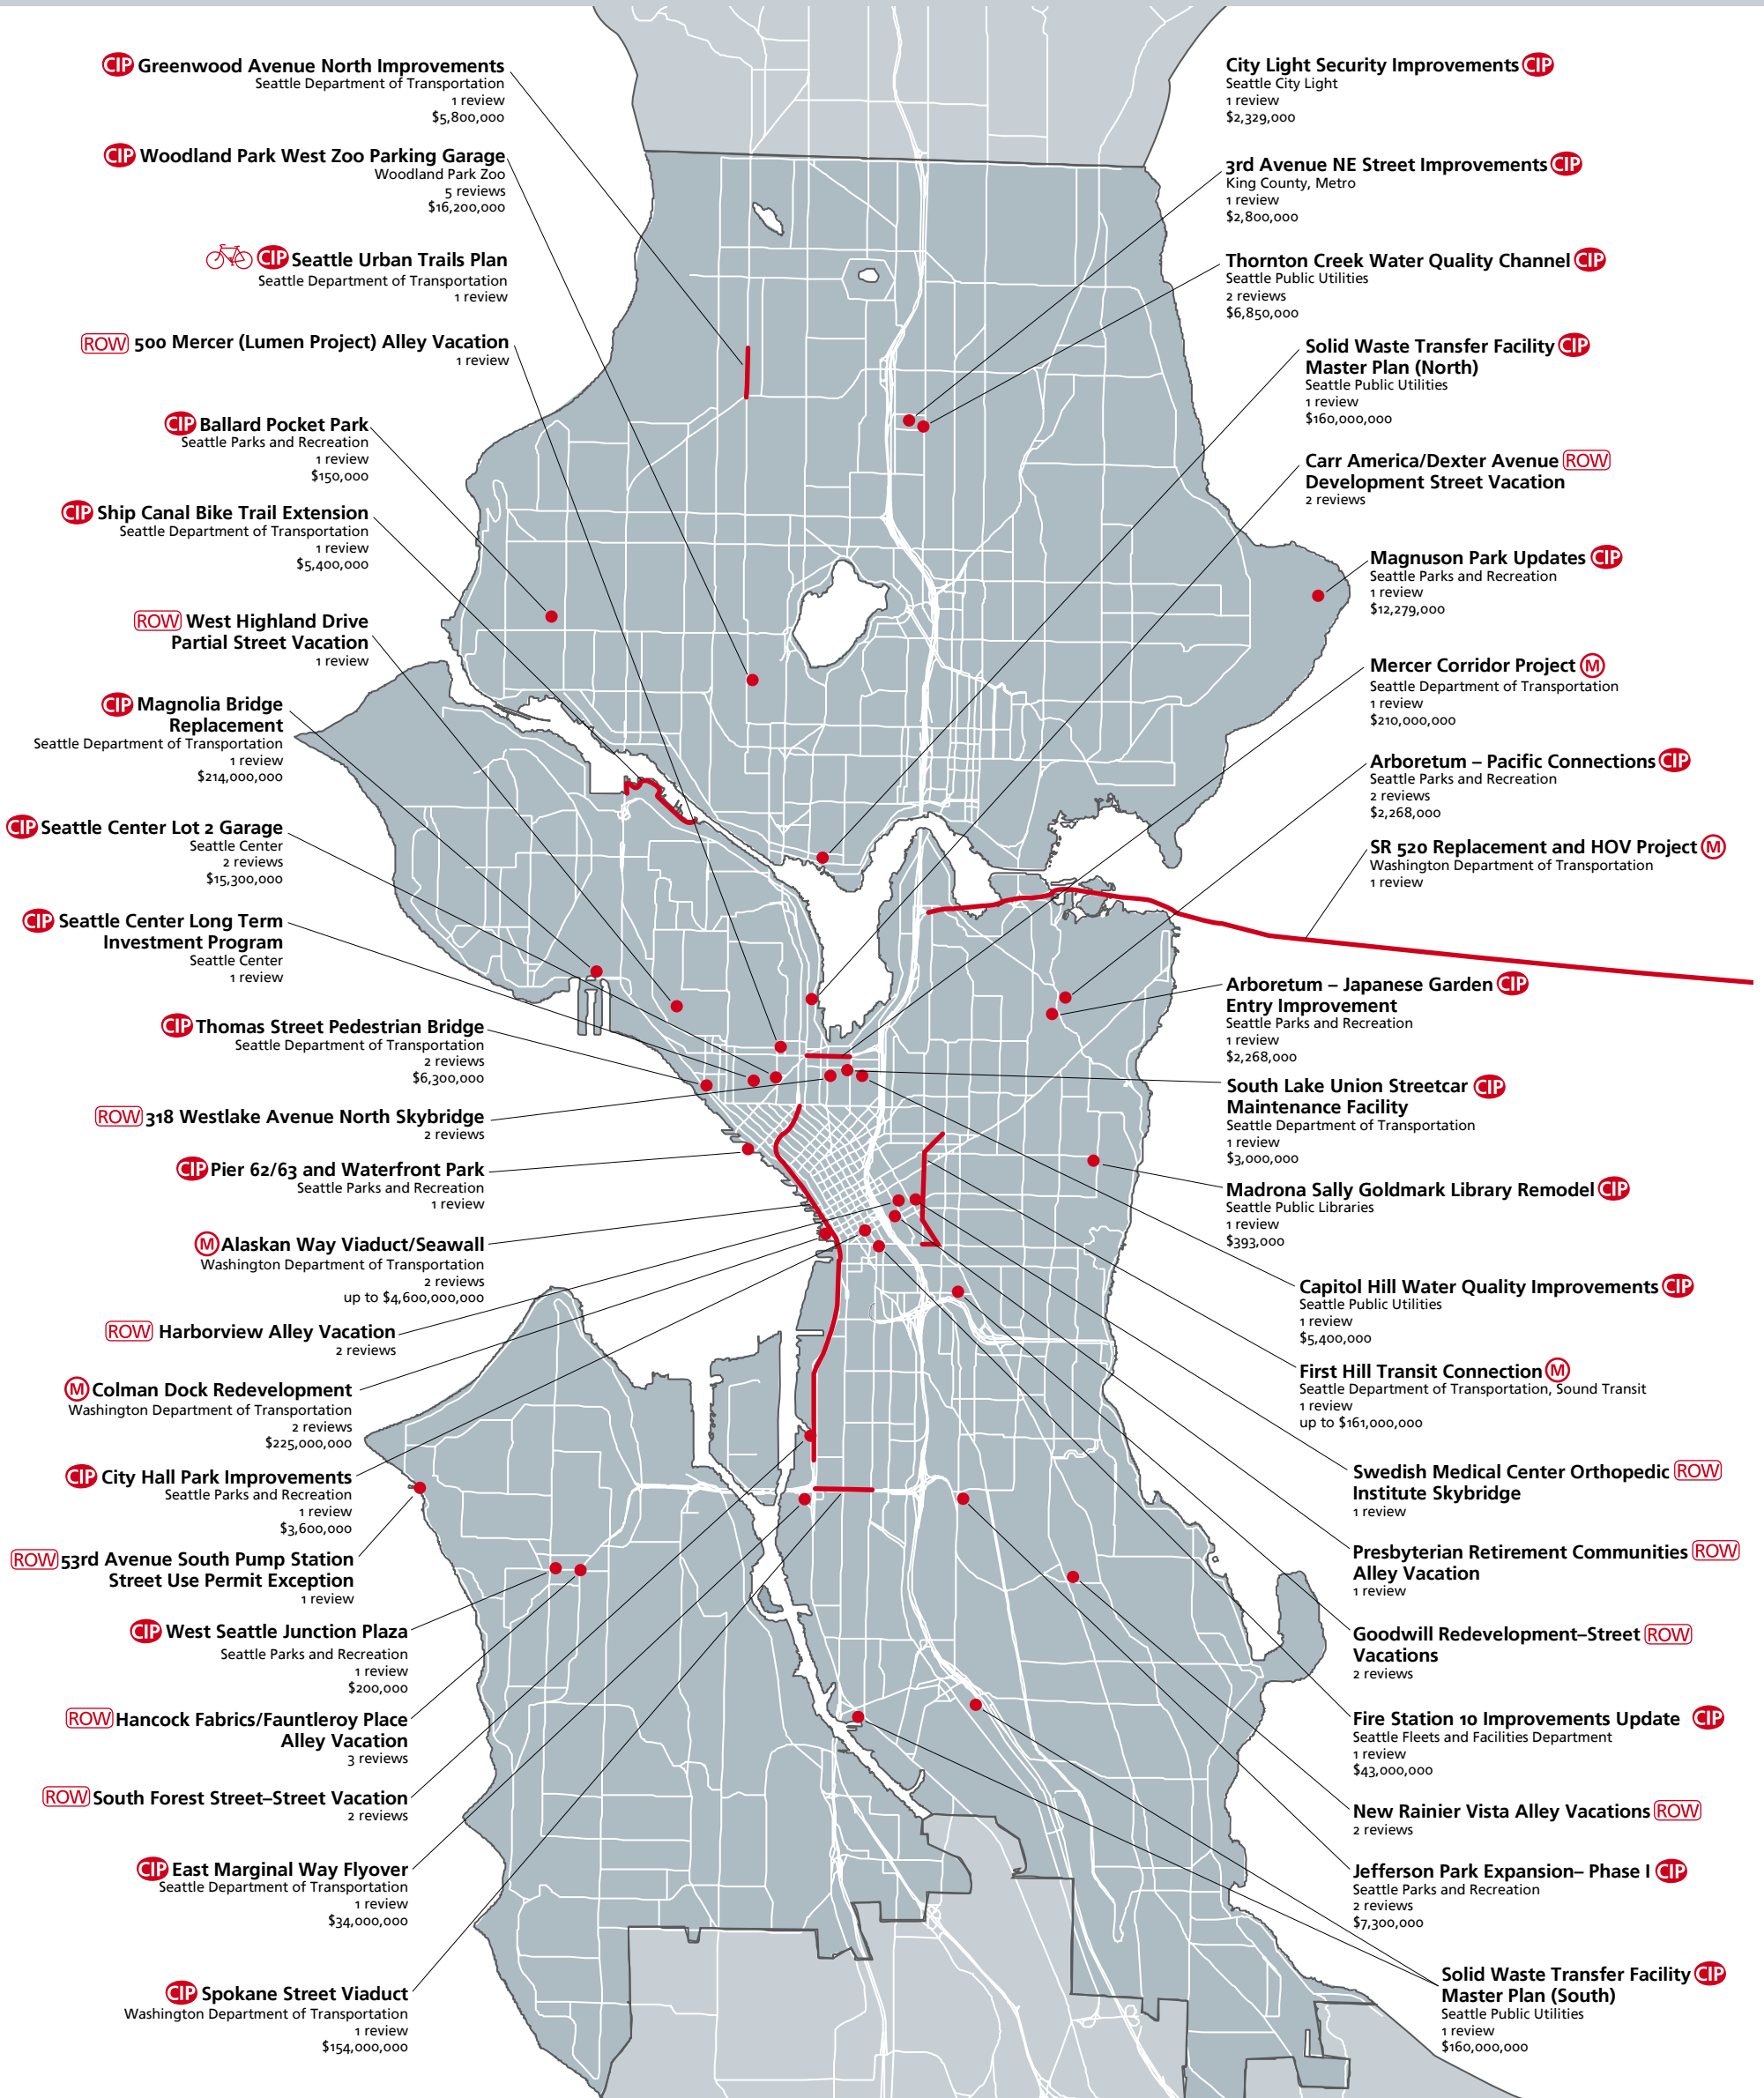 CIP Greenwood Avenue North Improvements
Seattle Department of Transportation
1 review
$5,800,000
CIP Woodland Park West Zoo Parking Garage
Woodland Park Zoo
5 reviews
$16,200,000
CIP Seattle Urban Trails Plan
Seattle Department of Transportation
1 review
ROW 500 Mercer (Lumen Project) Alley Vacation
1 review
CIP Ballard Pocket Park
Seattle Parks and Recreation
1 review
$150,000
CIP Ship Canal Bike Trail Extension
Seattle Department of Transportation
1 review
$5,400,000
ROW West Highland Drive
Partial Street Vacation
1 review
CIP Magnolia Bridge
Replacement
Seattle Department of Transportation
1 review
$214,000,000
CIP Seattle Center Lot 2 Garage
Seattle Center
2 reviews
$15,300,000
CIP Seattle Center Long Term
Investment Program
Seattle Center
1 review
CIP Thomas Street Pedestrian Bridge
Seattle Department of Transportation
2 reviews
$6,300,000
ROW 318 Westlake Avenue North Skybridge
2 reviews
CIP Pier 62/63 and Waterfront Park
Seattle Parks and Recreation
1 review
M Alaskan Way Viaduct/Seawall
Washington Department of Transportation
2 reviews
up to $4,600,000,000
ROW Harborview Alley Vacation
2 reviews
M Colman Dock Redevelopment
Washington Department of Transportation
2 reviews
$225,000,000
CIP City Hall Park Improvements
Seattle Parks and Recreation
1 review
$3,600,000
ROW 53rd Avenue South Pump Station
Street Use Permit Exception
1 review
CIP West Seattle Junction Plaza
Seattle Parks and Recreation
1 review
$200,000
ROW Hancock Fabrics/Fauntleroy Place
Alley Vacation
3 reviews
ROW South Forest Street–Street Vacation
2 reviews
CIP East Marginal Way Flyover
Seattle Department of Transportation
1 review
$34,000,000
CIP Spokane Street Viaduct
Washington Department of Transportation
1 review
$154,000,000
City Light Security Improvements CIP
Seattle City Light
1 review
$2,329,000
3rd Avenue NE Street Improvements CIP
King County, Metro
1 review
$2,800,000
Thornton Creek Water Quality Channel CIP
Seattle Public Utilities
2 reviews
$6,850,000
Solid Waste Transfer Facility CIP
Master Plan (North)
Seattle Public Utilities
1 review
$160,000,000
Carr America/Dexter Avenue ROW
Development Street Vacation
2 reviews
Magnuson Park Updates CIP
Seattle Parks and Recreation
1 review
$12,279,000
Mercer Corridor Project M
Seattle Department of Transportation
1 review
$210,000,000
Arboretum – Pacific Connections CIP
Seattle Parks and Recreation
2 reviews
$2,268,000
SR 520 Replacement and HOV Project M
Washington Department of Transportation
1 review
Arboretum – Japanese Garden CIP
Entry Improvement
Seattle Parks and Recreation
1 review
$2,268,000
South Lake Union Streetcar CIP
Maintenance Facility
Seattle Department of Transportation
1 review
$3,000,000
Madrona Sally Goldmark Library Remodel CIP
Seattle Public Libraries
1 review
$393,000
Capitol Hill Water Quality Improvements CIP
Seattle Public Utilities
1 review
$5,400,000
First Hill Transit Connection M
Seattle Department of Transportation, Sound Transit
1 review
up to $161,000,000
Swedish Medical Center Orthopedic ROW
Institute Skybridge
1 review
Presbyterian Retirement Communities ROW
Alley Vacation
1 review
Goodwill Redevelopment–Street ROW
Vacations
2 reviews
Fire Station 10 Improvements Update CIP
Seattle Fleets and Facilities Department
1 review
$43,000,000
New Rainier Vista Alley Vacations ROW
2 reviews
Jefferson Park Expansion– Phase I CIP
Seattle Parks and Recreation
2 reviews
$7,300,000
Solid Waste Transfer Facility CIP
Master Plan (South)
Seattle Public Utilities
1 review
$160,000,000